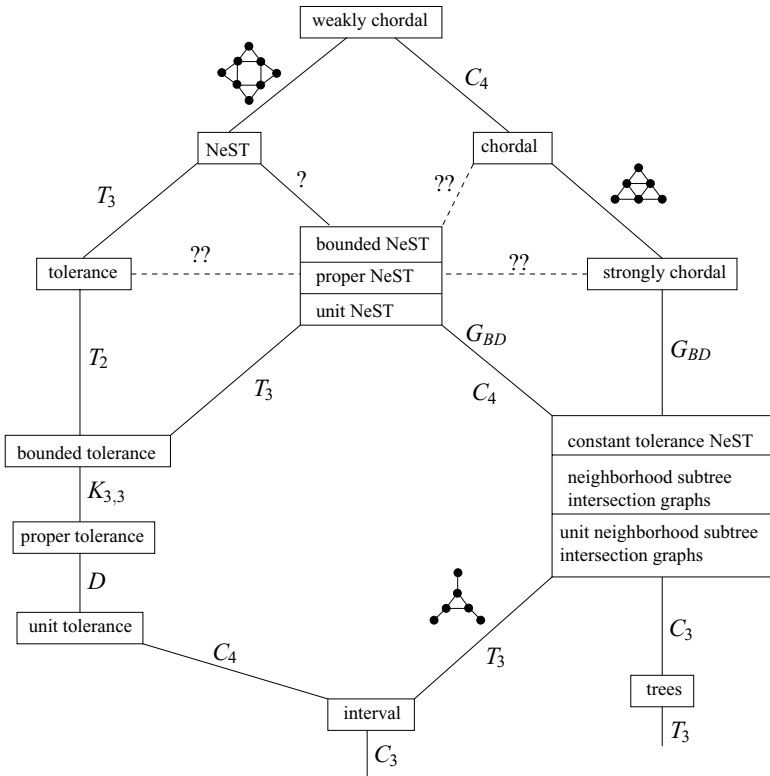 weakly chordal
C4
NeST
chordal
T3
?
??
bounded NeST
tolerance
??
proper NeST
??
strongly chordal
unit NeST
T2
T3
GBD
C4
GBD
bounded tolerance
constant tolerance NeST
K3,3
neighborhood subtree
intersection graphs
proper tolerance
unit neighborhood subtree
intersection graphs
D
unit tolerance
C4
T3
C3
interval
trees
C3
T3